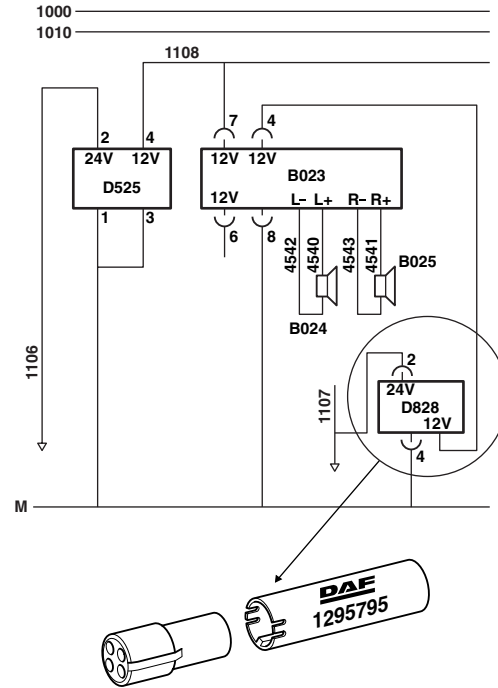 1000
1010
1108
2 4
24V 12V
D525
1 3
7 4
12V 12V
B023
12V
L– L+ R– R+
6 8
4542
4540
4543
4541
B025
B024
1106
1107
2
24V
D828
12V
4
M
DAF
1295795